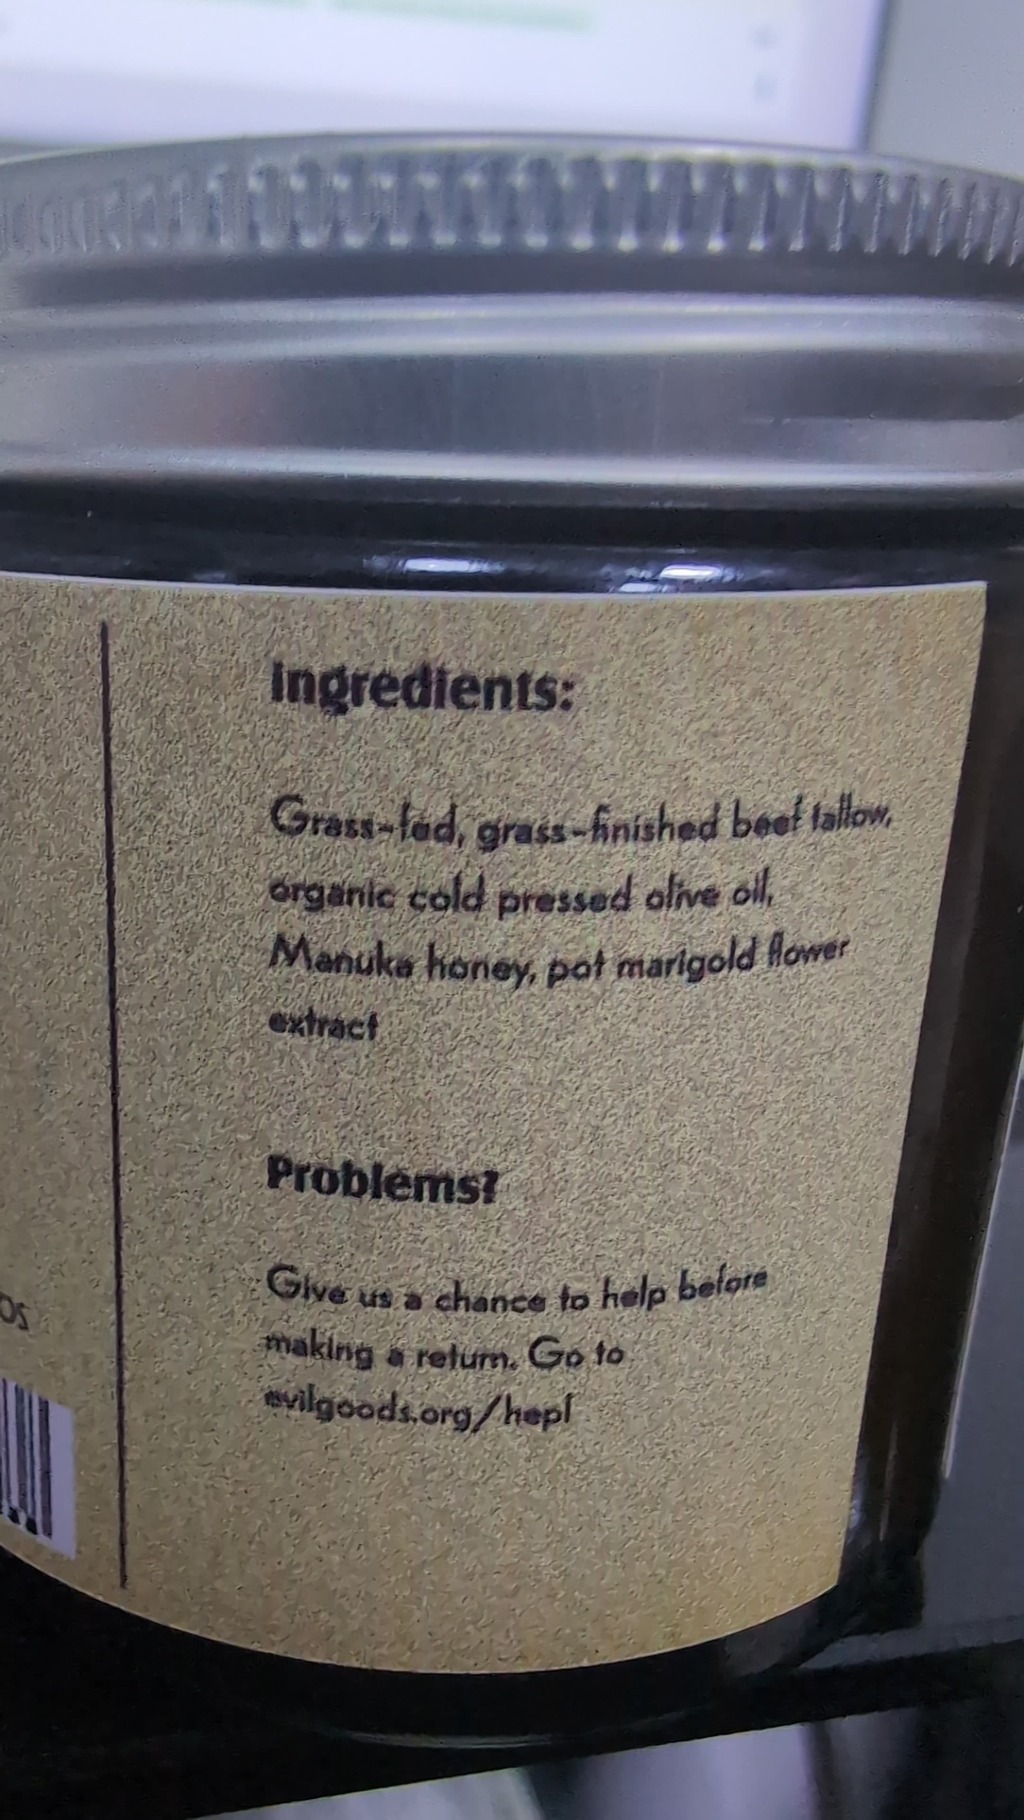 Ingredients:
Grass-fed, grass-finished beef tallow,
organic cold pressed olive oil,
Manuka honey, pot marigold flower
extract
Problems?
Give us a chance to help before
making a return. Go to
evilgoods.org/hepl
OS